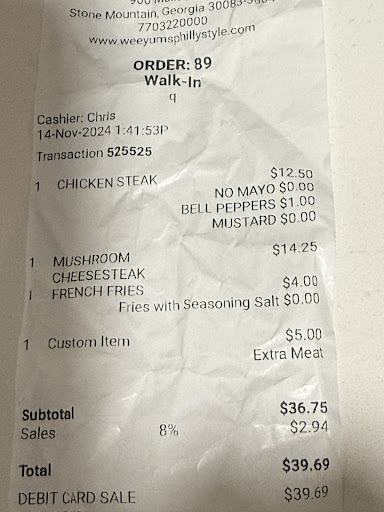 Stone Mountain, Georgia 30083
7703220000
www.weeyumsphillystyle.com
ORDER: 89
Walk-In
q
Cashier: Chris
14-Nov-2024 1:41:53P
Transaction 525525
1 CHICKEN STEAK $12.50
NO MAYO $0.00
BELL PEPPERS $1.00
MUSTARD $0.00
1 MUSHROOM CHEESESTEAK $14.25
1 FRENCH FRIES $4.00
Fries with Seasoning Salt $0.00
1 Custom Item $5.00
Extra Meat
Subtotal $36.75
Sales 8% $2.94
Total $39.69
DEBIT CARD SALE $39.69